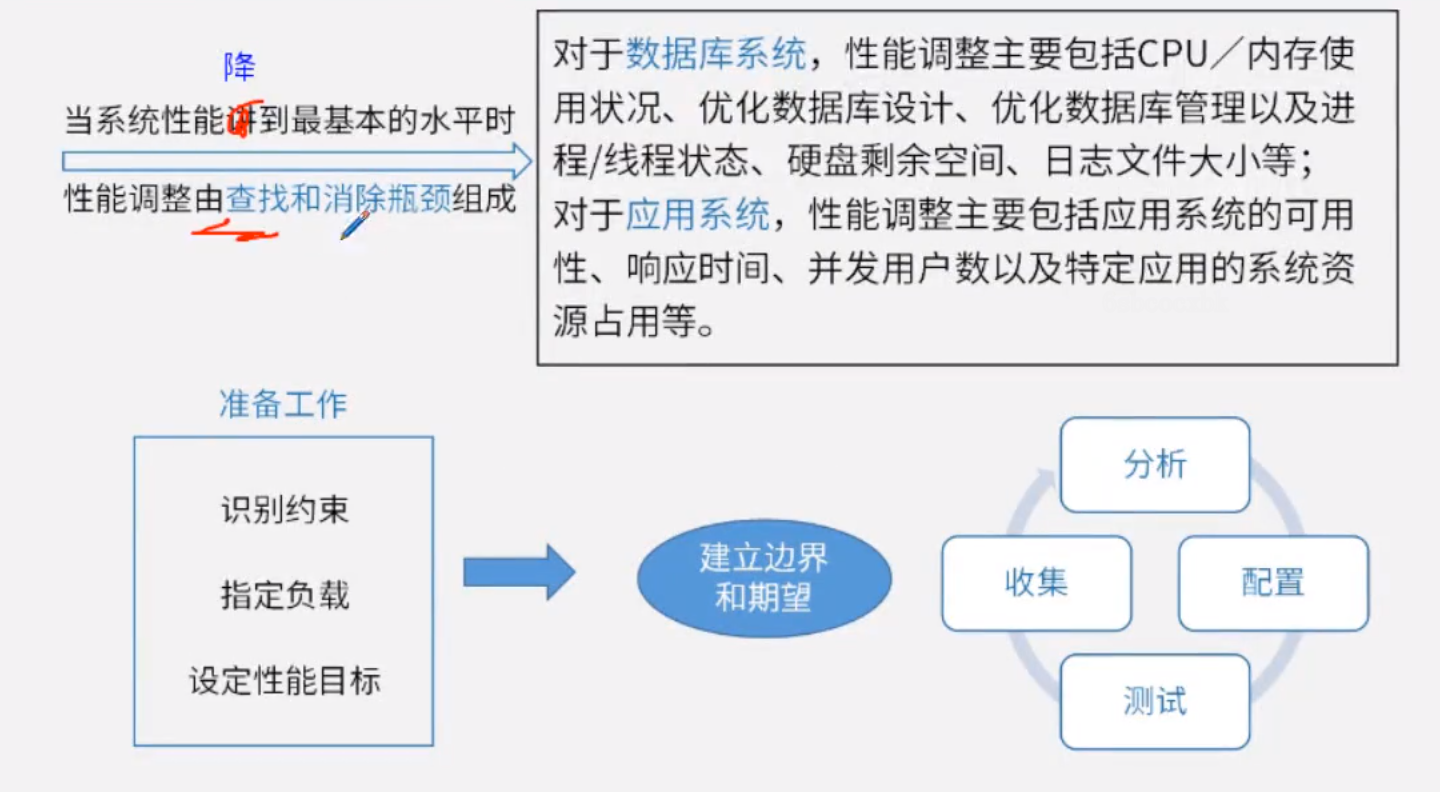 降
当系统性能讲到最基本的水平时
性能调整由查找和消除瓶颈组成
对于数据库系统，性能调整主要包括CPU／内存使
用状况、优化数据库设计、优化数据库管理以及进
程/线程状态、硬盘剩余空间、日志文件大小等；
对于应用系统，性能调整主要包括应用系统的可用
性、响应时间、并发用户数以及特定应用的系统资
源占用等。
准备工作
识别约束
指定负载
设定性能目标
建立边界
和期望
分析
收集
配置
测试